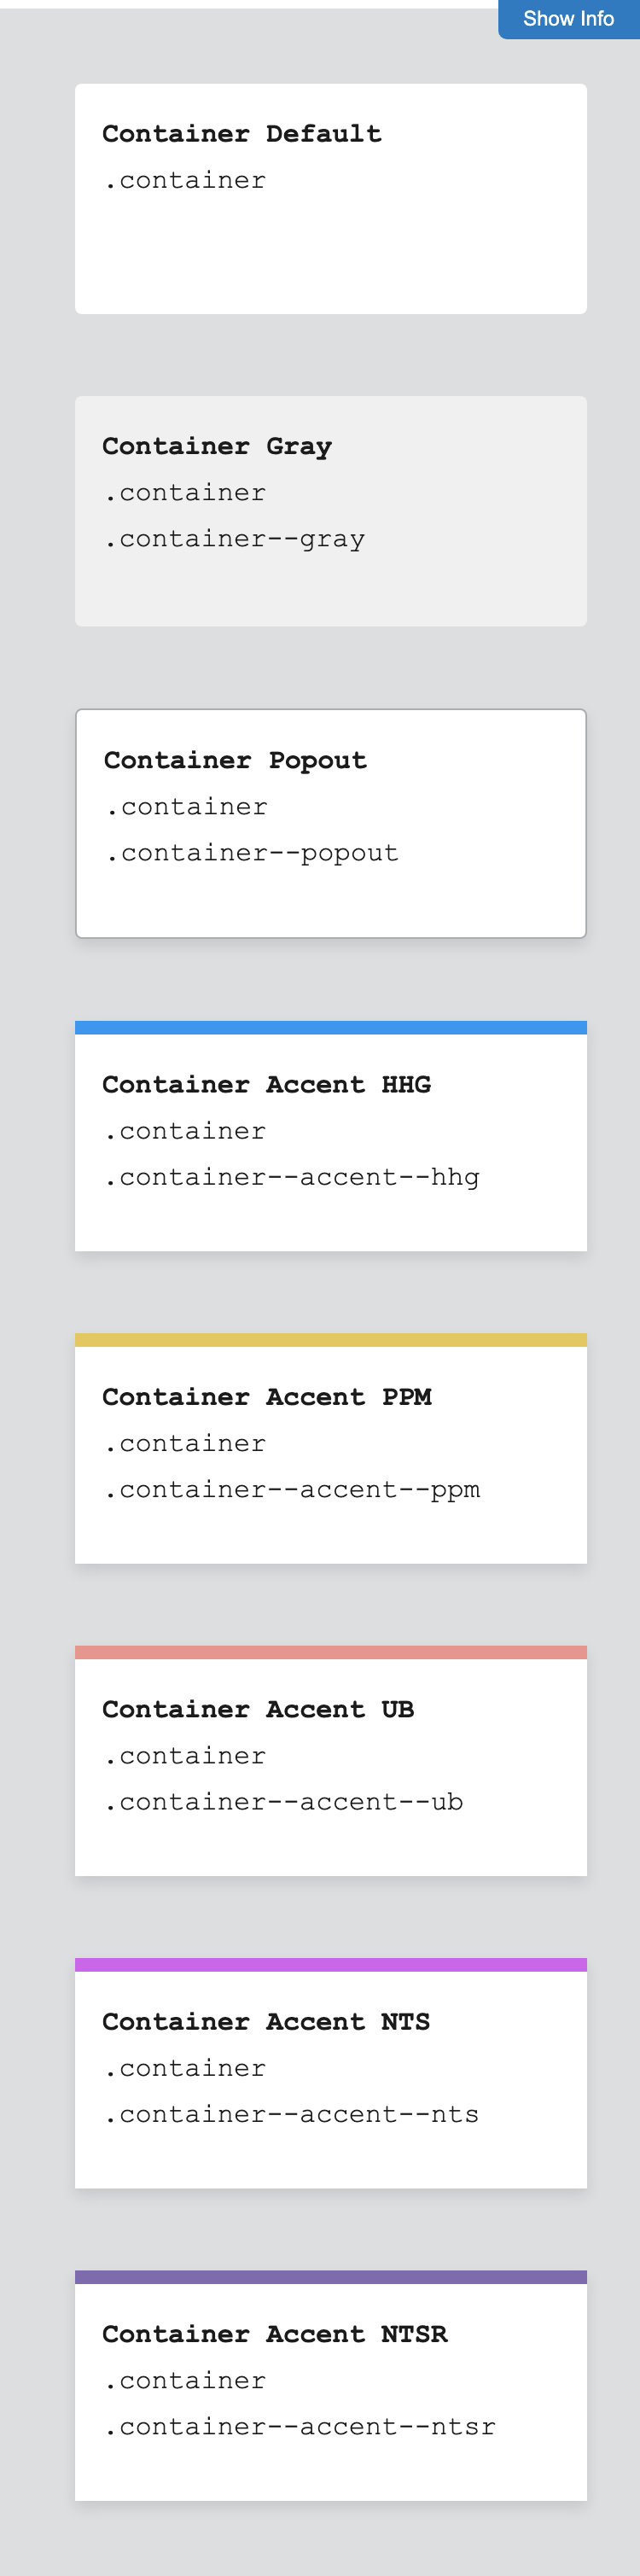 Show Info
Container Default
.container
Container Gray
.container
.container--gray
Container Popout
.container
.container--popout
Container Accent HHG
.container
.container--accent--hhg
Container Accent PPM
.container
.container--accent--ppm
Container Accent UB
.container
.container--accent--ub
Container Accent NTS
.container
.container--accent--nts
Container Accent NTSR
.container
.container--accent--ntsr